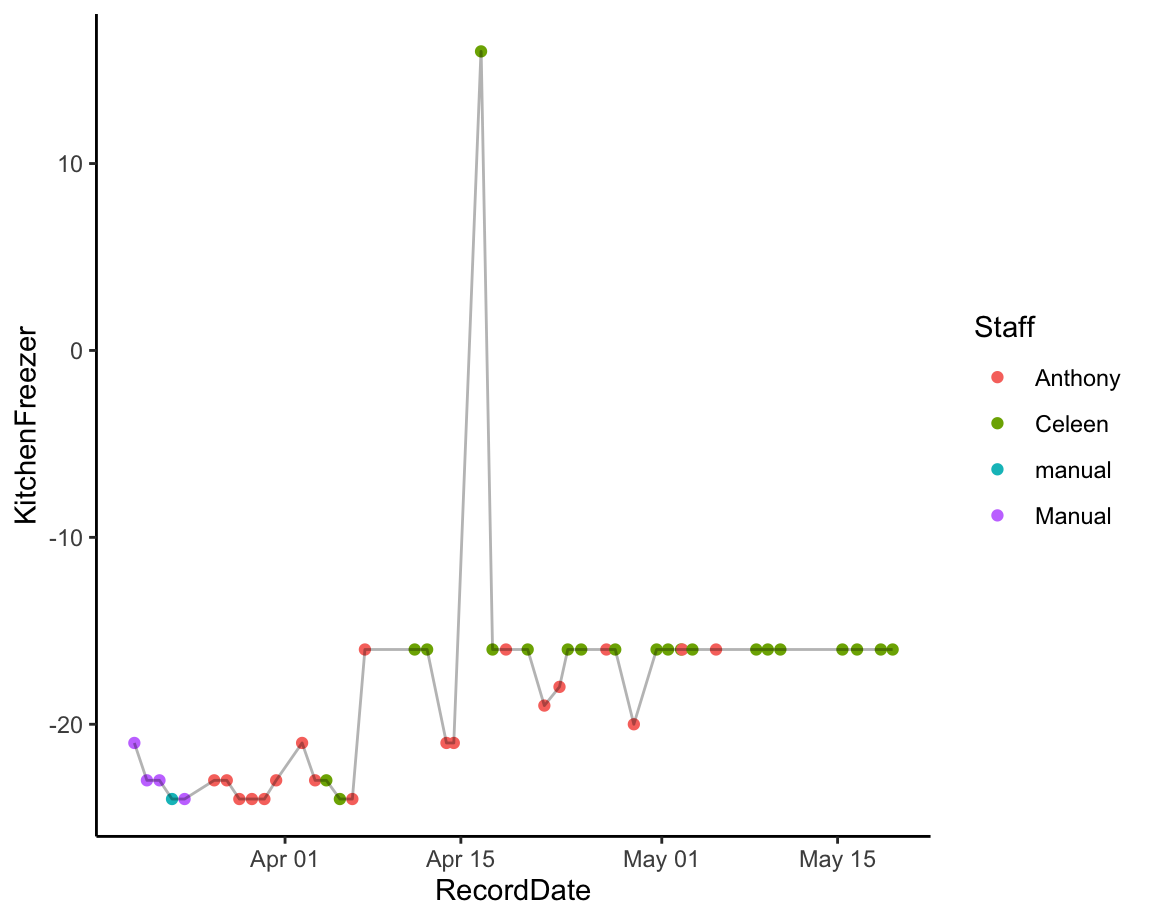 KitchenFreezer
10
0
-10
-20
Apr 01
Apr 15
May 01
May 15
RecordDate
Staff
Anthony
Celeen
manual
Manual